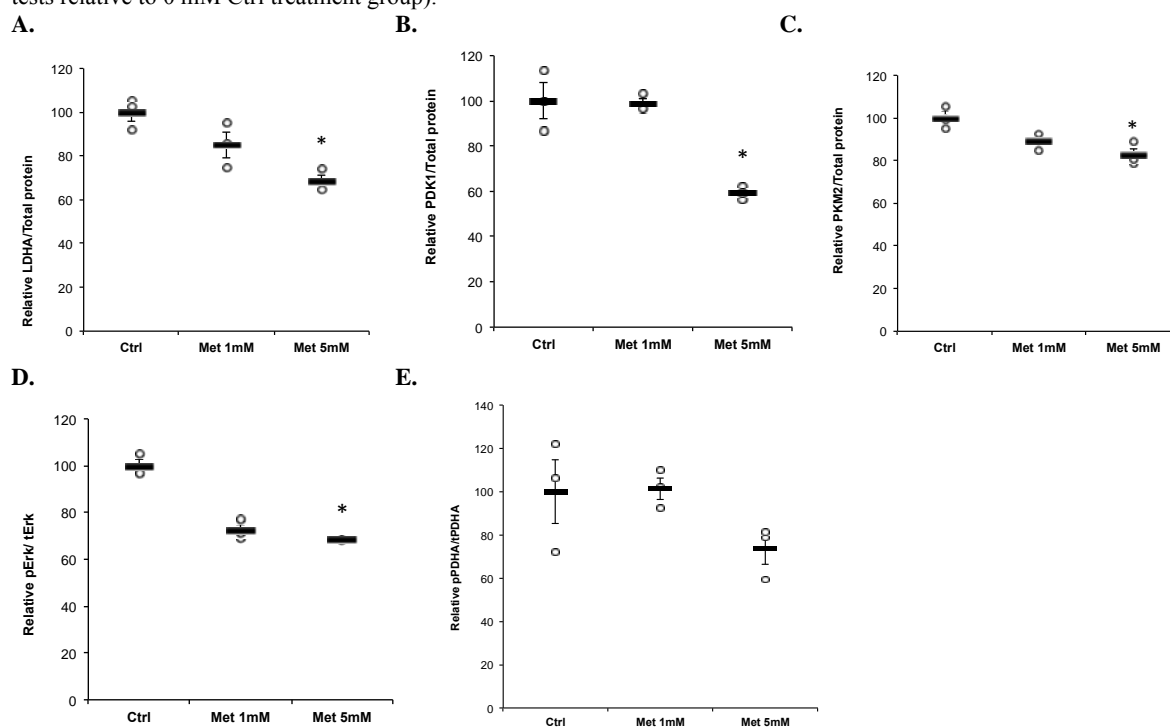 tests relative to 0 mM Ctrl treatment group).
A.
B.
C.
120
100
80
60
40
20
0
Relative LDHA/Total protein
*
Ctrl Met 1mM Met 5mM
120
100
80
60
40
20
0
Relative PDK1/Total protein
*
Ctrl Met 1mM Met 5mM
120
100
80
60
40
20
0
Relative PKM2/Total protein
*
Ctrl Met 1mM Met 5mM
D.
E.
120
100
80
60
40
20
0
Relative pErk/ tErk
*
Ctrl Met 1mM Met 5mM
140
120
100
80
60
40
20
0
Relative pPDHA/tPDHA
Ctrl Met 1mM Met 5mM